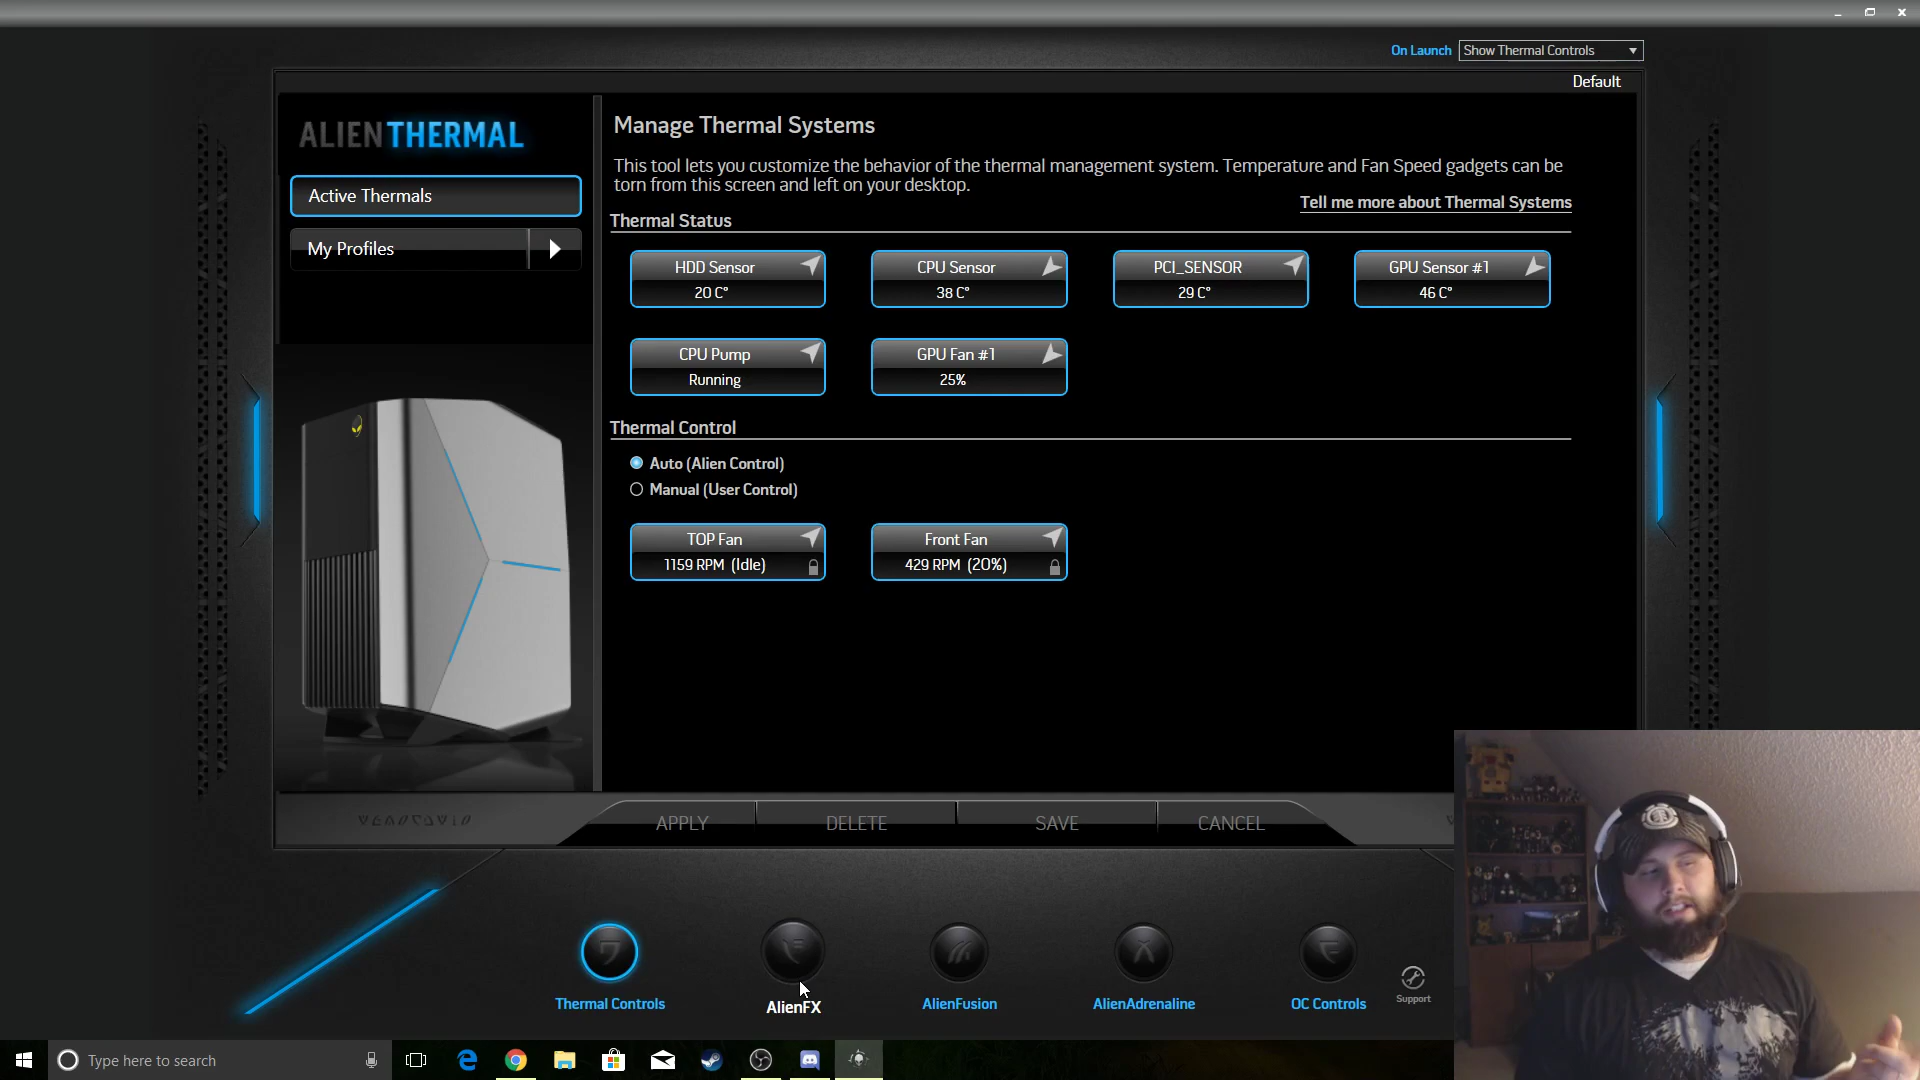 On Launch Show Thermal Controls
Default
ALIENTHERMAL
Active Thermals
My Profiles
Manage Thermal Systems
This tool lets you customize the behavior of the thermal management system. Temperature and Fan Speed gadgets can be
torn from this screen and left on your desktop.
Tell me more about Thermal Systems
Thermal Status
HDD Sensor
20 C°
CPU Sensor
38 C°
PCI_SENSOR
29 C°
GPU Sensor #1
46 C°
CPU Pump
Running
GPU Fan #1
25%
Thermal Control
Auto (Alien Control)
Manual (User Control)
TOP Fan
1159 RPM (Idle)
Front Fan
429 RPM (20%)
APPLY
DELETE
SAVE
CANCEL
Thermal Controls
AlienFX
AlienFusion
AlienAdrenaline
OC Controls
Support
Type here to search